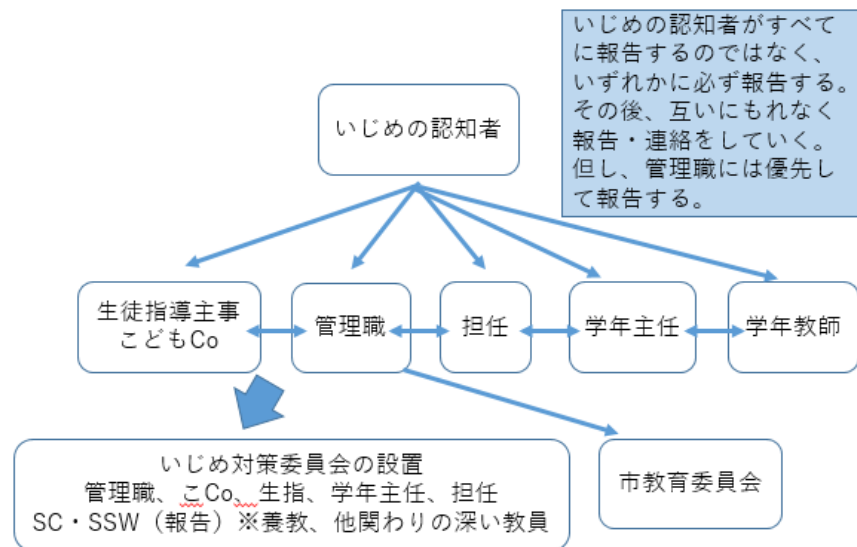 いじめの認知者がすべて
に報告するのではなく、
いずれかに必ず報告する。
その後、互いにもれなく
報告・連絡をしていく。
但し、管理職には優先し
て報告する。
いじめの認知者
生徒指導主事
こどもCo
管理職
担任
学年主任
学年教師
いじめ対策委員会の設置
管理職、こCo、生指、学年主任、担任
SC・SSW（報告）※養教、他関わりの深い教員
市教育委員会